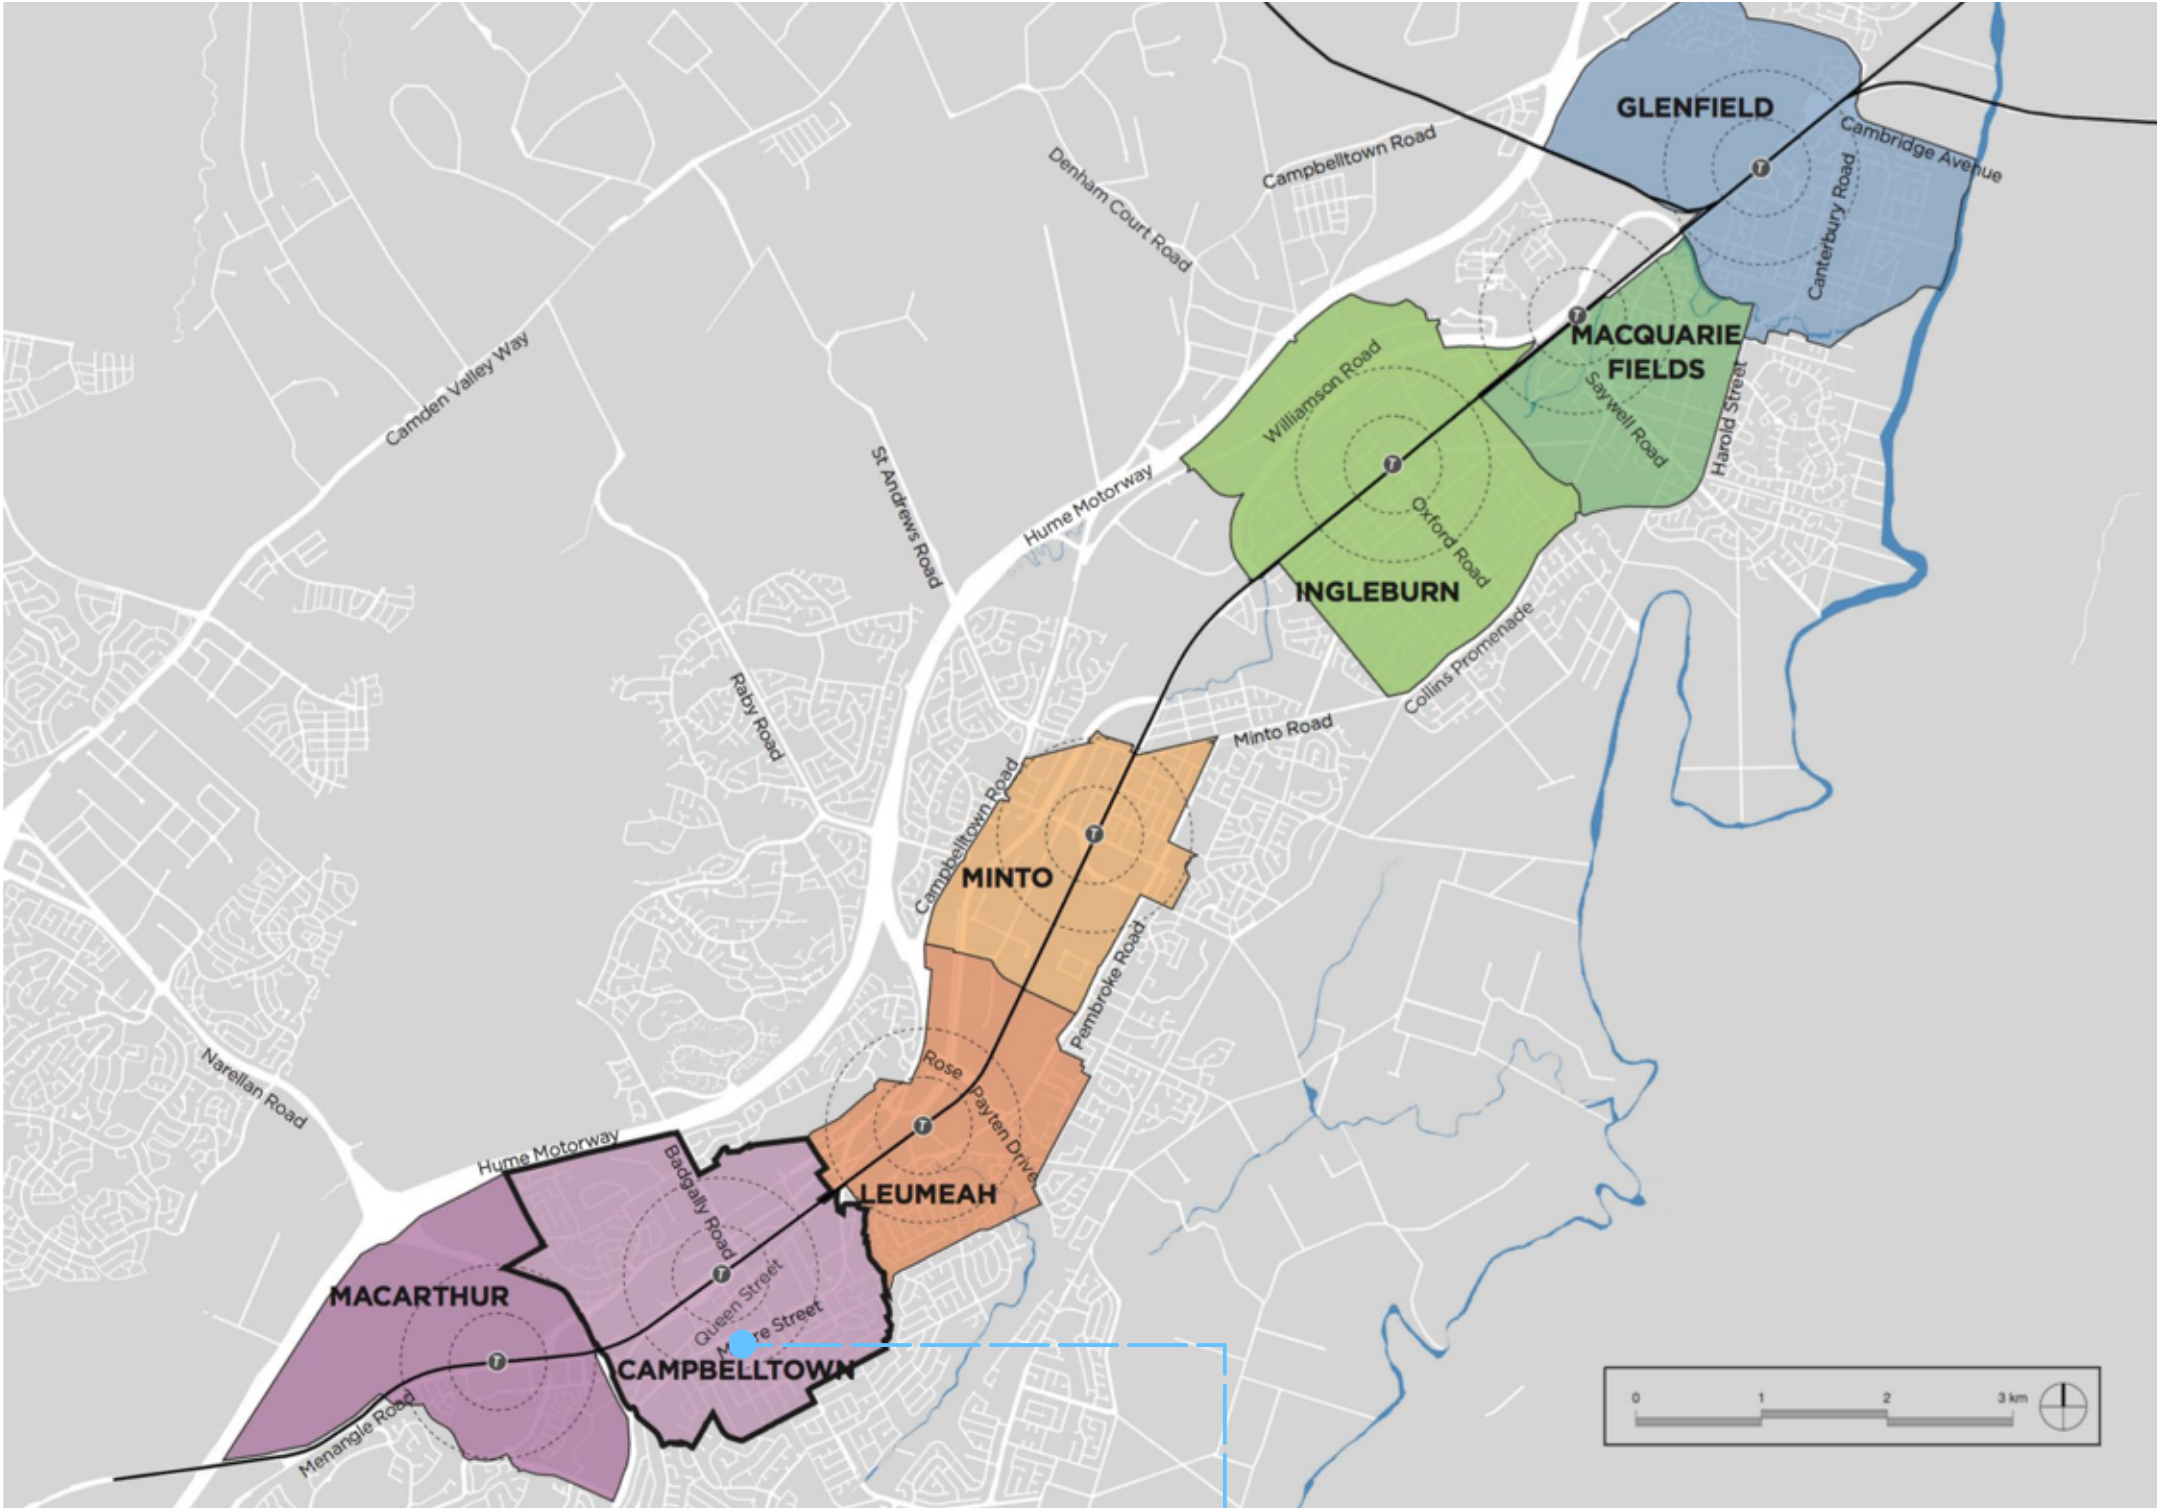 GLENFIELD
Cambridge Avenue
Canterbury Road
Campbelltown Road
Denham Court Road
MACQUARIE
FIELDS
Saywell Road
Harold Street
Williamson Road
Camden Valley Way
St Andrews Road
Hume Motorway
Oxford Road
INGLEBURN
Collins Promenade
Raby Road
Minto Road
Campbelltown Road
MINTO
Pembroke Road
Narellan Road
Rose Payten Drive
Hume Motorway
Badgally Road
LEUMEAH
MACARTHUR
Queen Street
Street
CAMPBELLTOWN
Menangle Road
0 1 2 3 km
T
T
T
T
T
T
T